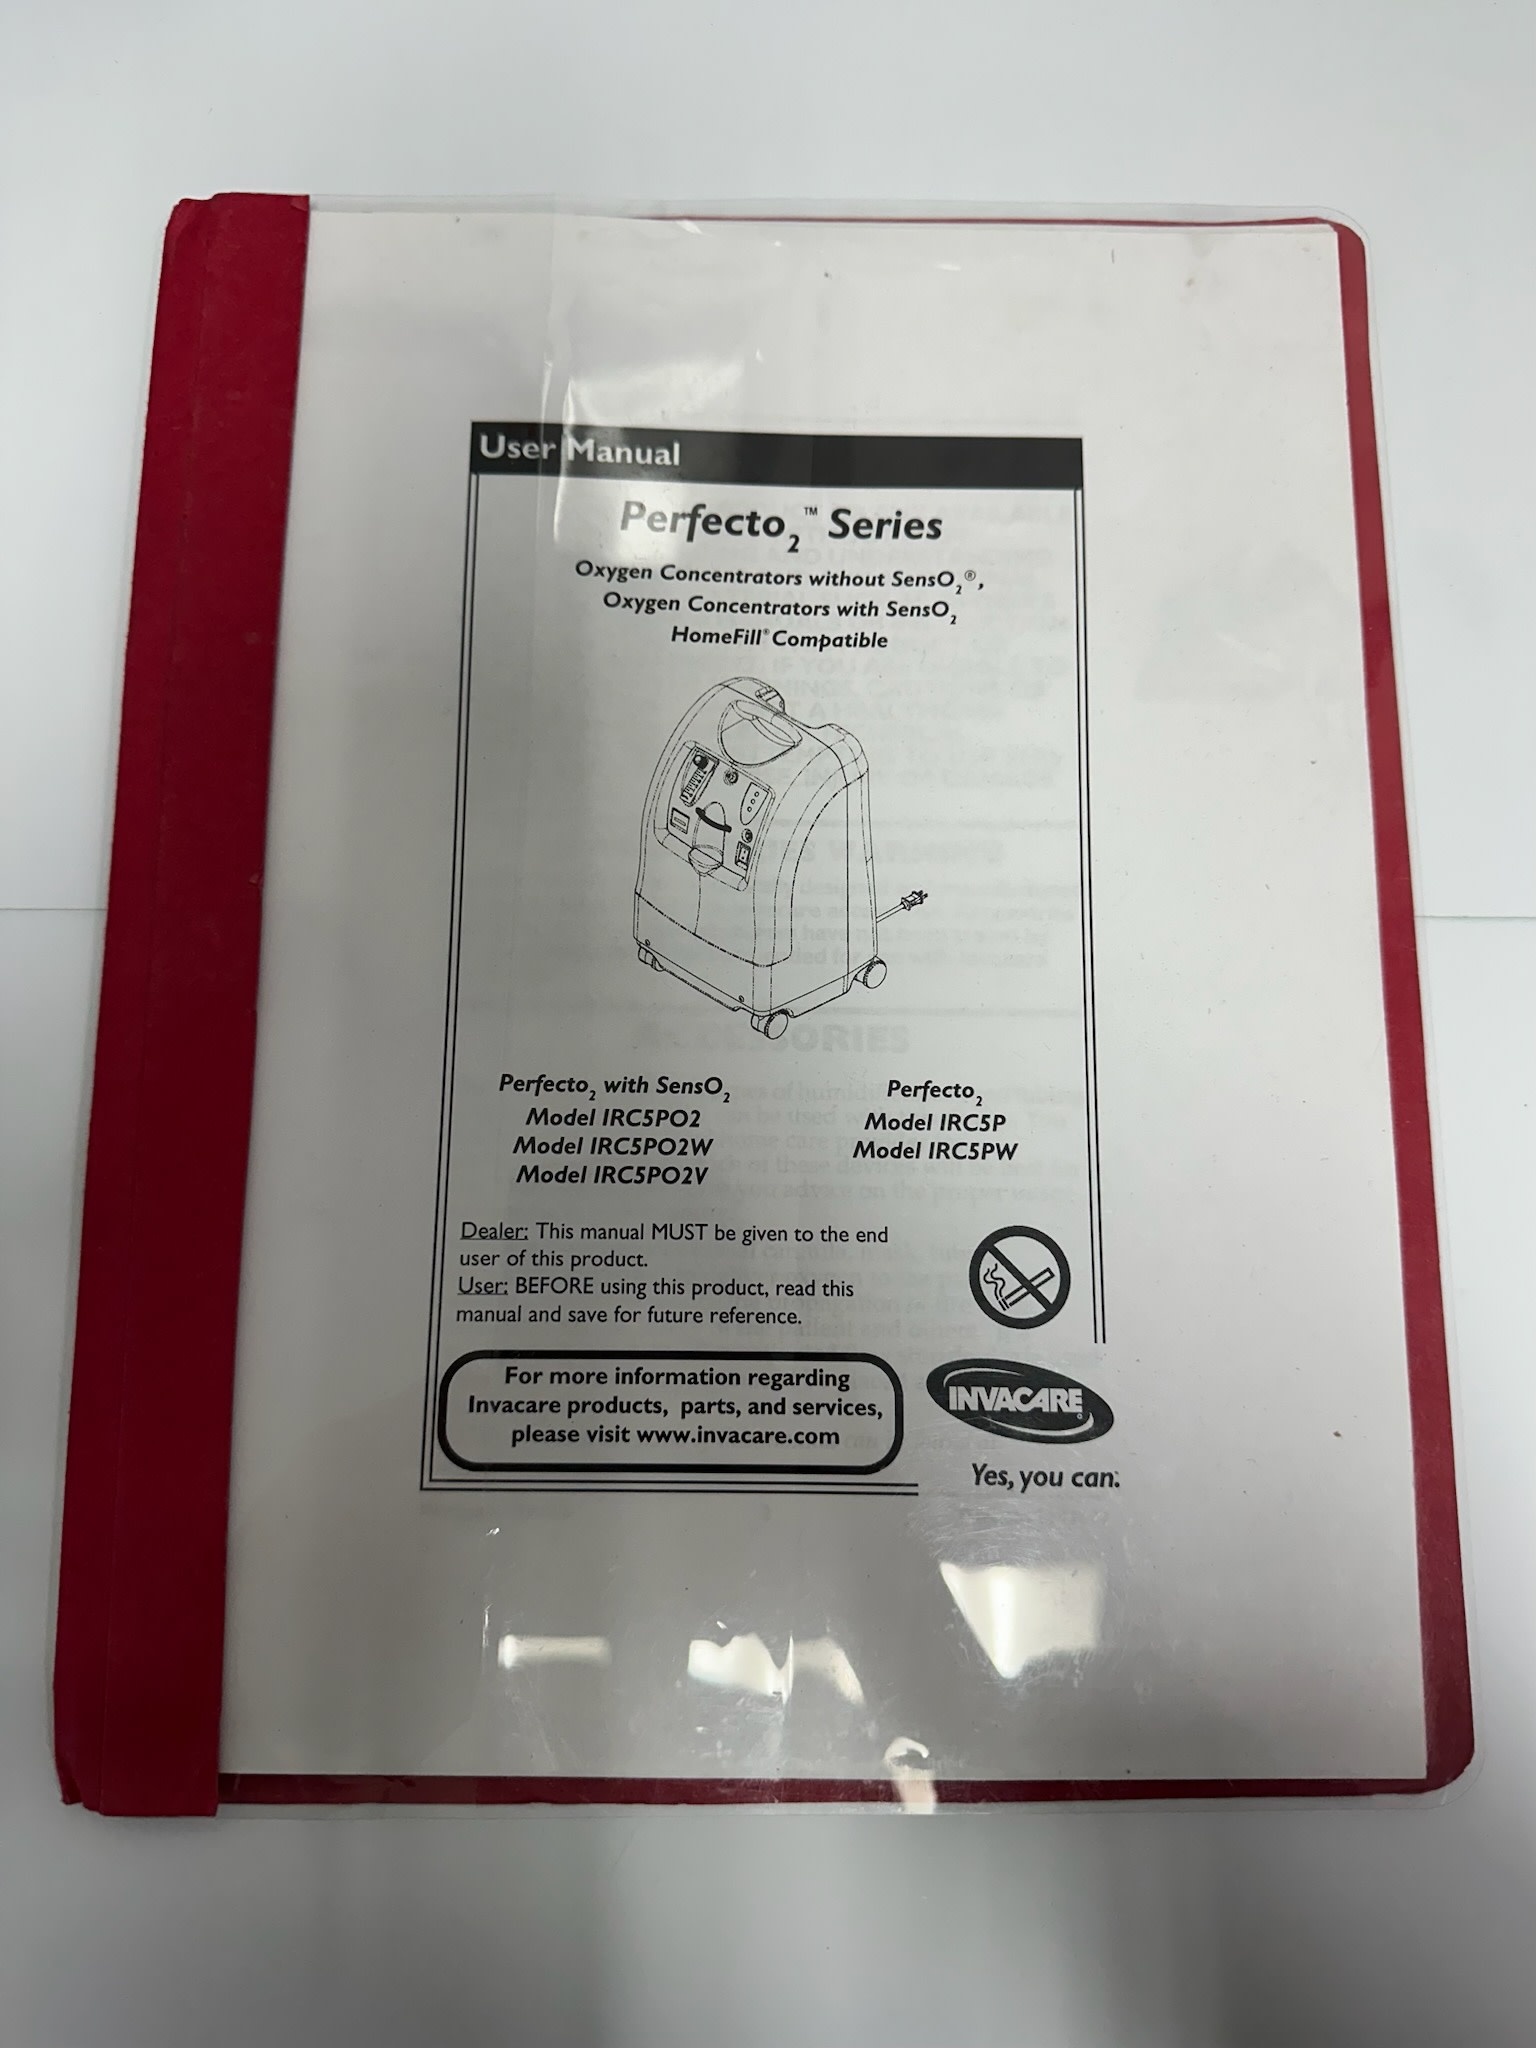 User Manual
Perfecto₂™ Series
Oxygen Concentrators without SensO₂®,
Oxygen Concentrators with SensO₂
HomeFill® Compatible
Perfecto₂ with SensO₂
Model IRC5PO2
Model IRC5PO2W
Model IRC5PO2V
Perfecto₂
Model IRC5P
Model IRC5PW
Dealer: This manual MUST be given to the end
user of this product.
User: BEFORE using this product, read this
manual and save for future reference.
For more information regarding
Invacare products, parts, and services,
please visit www.invacare.com
INVACARE
Yes, you can.
ACCESSORIES